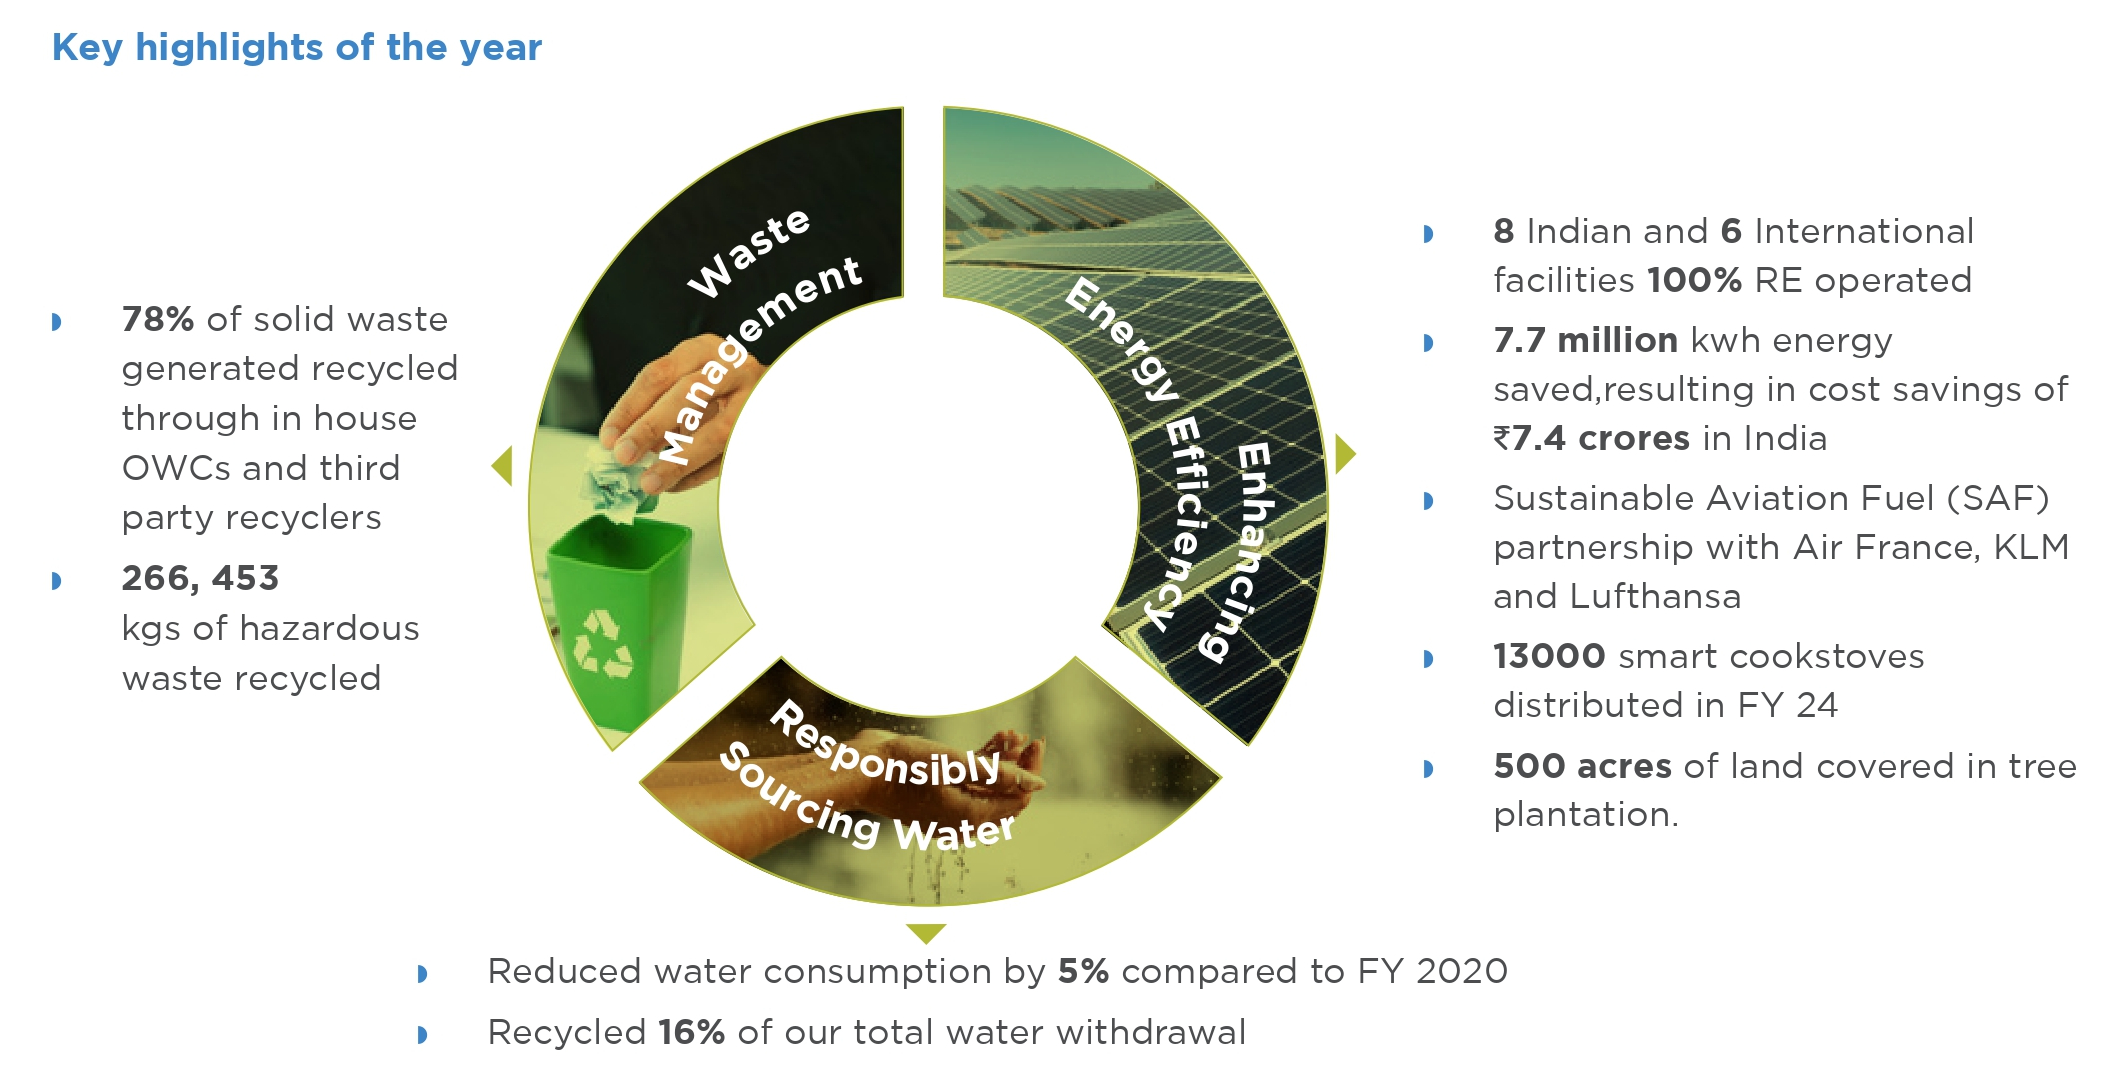 Key highlights of the year
Waste
Management
78% of solid waste
generated recycled
through in house
OWCs and third
party recyclers
266, 453
kgs of hazardous
waste recycled
Energy Efficiency
Enhancing
8 Indian and 6 International
facilities 100% RE operated
7.7 million kwh energy
saved,resulting in cost savings of
₹7.4 crores in India
Sustainable Aviation Fuel (SAF)
partnership with Air France, KLM
and Lufthansa
13000 smart cookstoves
distributed in FY 24
500 acres of land covered in tree
plantation.
Responsibly
Sourcing Water
Reduced water consumption by 5% compared to FY 2020
Recycled 16% of our total water withdrawal